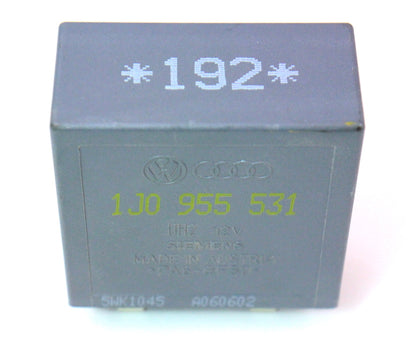 *192*
1J0 955 531
12V
SIEMENS
MADE IN AUSTRIA
5WK1045 A060602